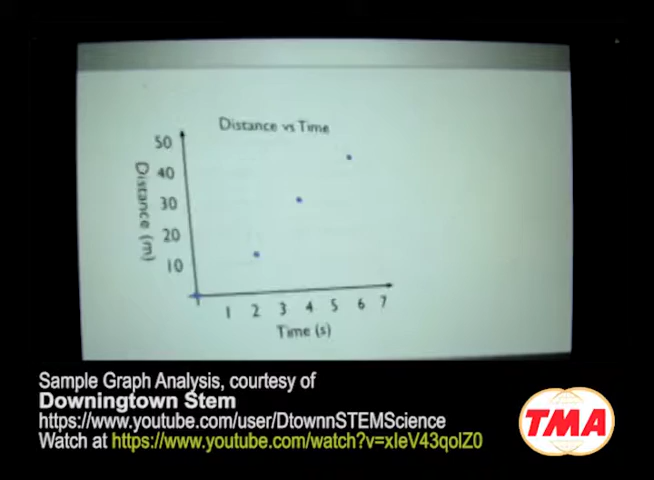 Distance vs Time
50
40
30
20
10
Distance (m)
1 2 3 4 5 6 7
Time (s)
Sample Graph Analysis, courtesy of
Downingtown Stem
https://www.youtube.com/user/DtownnSTEMScience
Watch at https://www.youtube.com/watch?v=xIeV43qolZ0
TMA